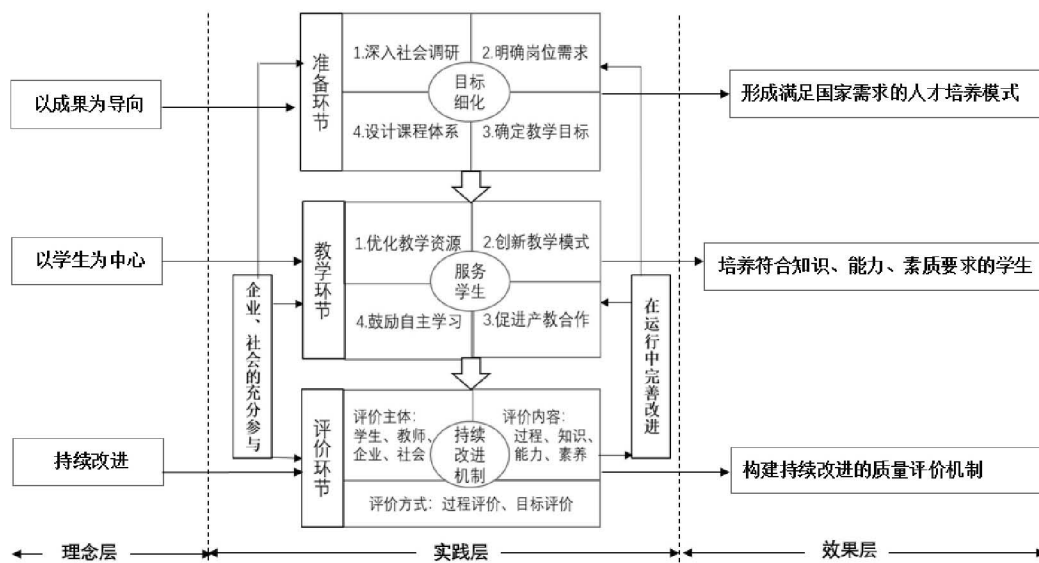 1.深入社会调研
2.明确岗位需求
准备环节
目标
细化
以成果为导向
形成满足国家需求的人才培养模式
4.设计课程体系
3.确定教学目标
1.优化教学资源
2.创新教学模式
教学环节
以学生为中心
服务
学生
培养符合知识、能力、素质要求的学生
4.鼓励自主学习
3.促进产教合作
企业、社会的充分参与
在运行中完善改进
评价环节
评价主体:
学生、教师、
企业、社会
持续
改进
机制
评价内容:
过程、知识、
能力、素养
持续改进
构建持续改进的质量评价机制
评价方式: 过程评价、目标评价
理念层
实践层
效果层